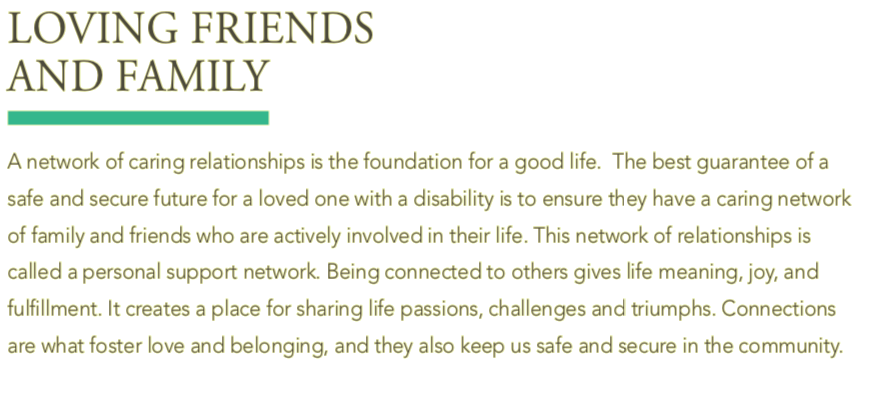 LOVING FRIENDS
AND FAMILY
A network of caring relationships is the foundation for a good life.  The best guarantee of a
safe and secure future for a loved one with a disability is to ensure they have a caring network
of family and friends who are actively involved in their life. This network of relationships is
called a personal support network. Being connected to others gives life meaning, joy, and
fulfillment. It creates a place for sharing life passions, challenges and triumphs. Connections
are what foster love and belonging, and they also keep us safe and secure in the community.